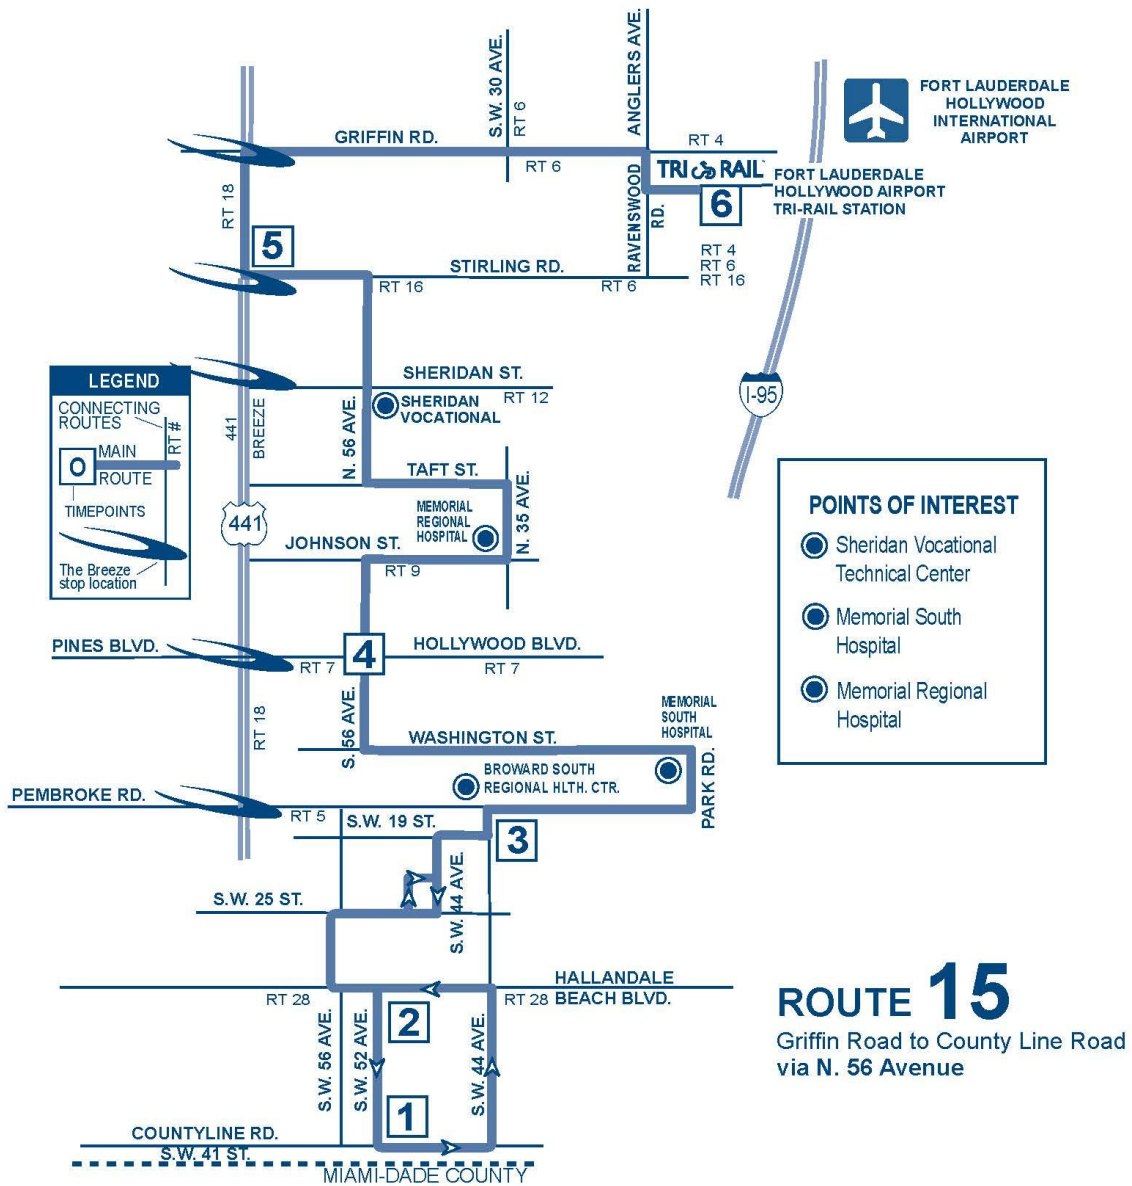 S.W. 30 AVE.
RT 6
ANGLERS AVE.
FORT LAUDERDALE
HOLLYWOOD
INTERNATIONAL
AIRPORT
GRIFFIN RD.
RT 4
RT 6
TRI RAIL
FORT LAUDERDALE
HOLLYWOOD AIRPORT
TRI-RAIL STATION
RT 18
RAVENSWOOD
RD.
6
5
RT 4
RT 6
RT 16
STIRLING RD.
RT 16
RT 6
SHERIDAN ST.
RT 12
I-95
LEGEND
CONNECTING
ROUTES
RT #
O
MAIN
ROUTE
TIMEPOINTS
The Breeze
stop location
441
BREEZE
N. 56 AVE.
SHERIDAN
VOCATIONAL
TAFT ST.
N. 35 AVE.
MEMORIAL
REGIONAL
HOSPITAL
441
JOHNSON ST.
RT 9
POINTS OF INTEREST
Sheridan Vocational
Technical Center
Memorial South
Hospital
Memorial Regional
Hospital
PINES BLVD.
RT 7
4
HOLLYWOOD BLVD.
RT 7
RT 18
S. 56 AVE.
MEMORIAL
SOUTH
HOSPITAL
WASHINGTON ST.
BROWARD SOUTH
REGIONAL HLTH. CTR.
PARK RD.
PEMBROKE RD.
RT 5
S.W. 19 ST.
3
S.W. 44 AVE.
S.W. 25 ST.
HALLANDALE
BEACH BLVD.
RT 28
RT 28
2
S.W. 56 AVE.
S.W. 52 AVE.
S.W. 44 AVE.
1
COUNTYLINE RD.
S.W. 41 ST.
MIAMI-DADE COUNTY
ROUTE 15
Griffin Road to County Line Road
via N. 56 Avenue